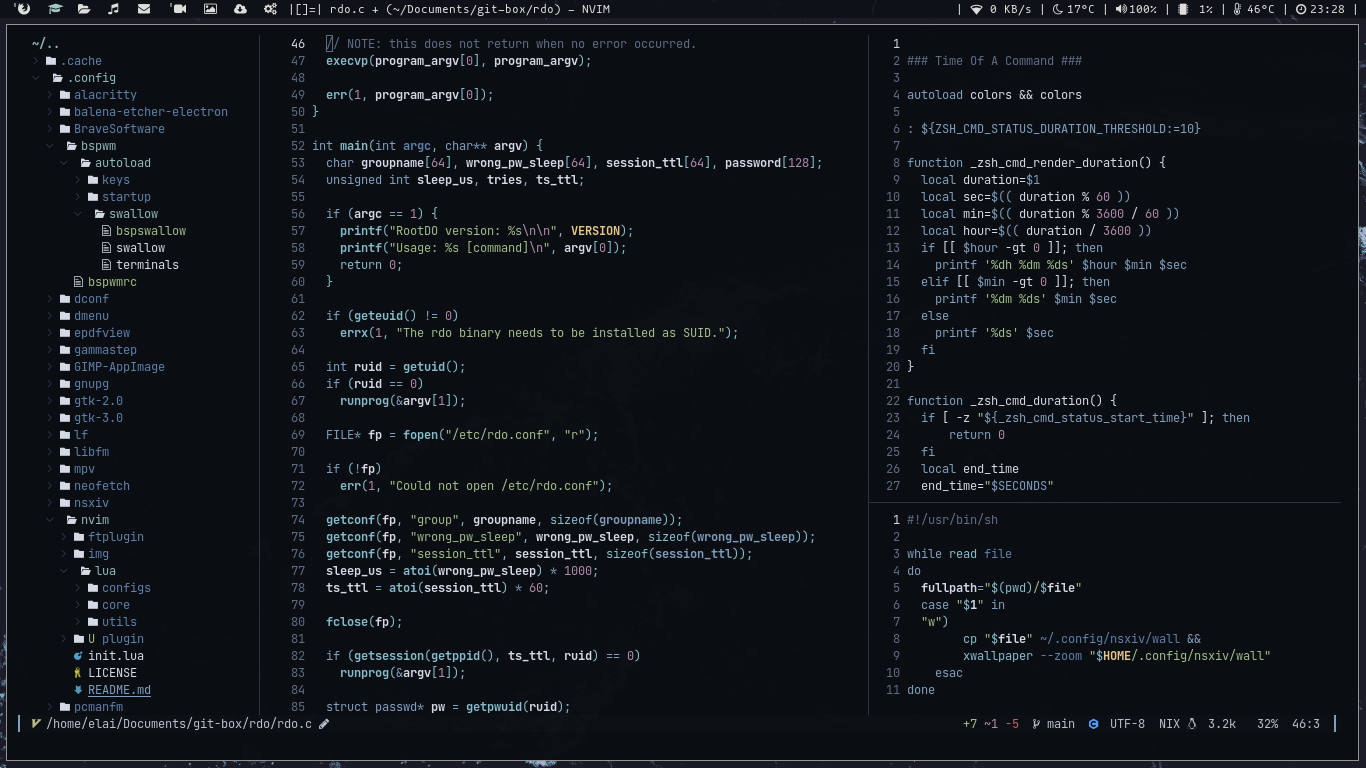 |[]=| rdo.c + (~/Documents/git-box/rdo) – NVIM
| 0 KB/s | 17°C | 100% | 1% | 46°C | 23:28 |
~/..
.cache
.config
alacritty
balena-etcher-electron
BraveSoftware
bspwm
autoload
keys
startup
swallow
bspswallow
swallow
terminals
bspwmrc
dconf
dmenu
epdfview
gammastep
GIMP-AppImage
gnupg
gtk-2.0
gtk-3.0
lf
libfm
mpv
neofetch
nsxiv
nvim
ftplugin
img
lua
configs
core
utils
U plugin
init.lua
LICENSE
README.md
pcmanfm
46   // NOTE: this does not return when no error occurred.
47   execvp(program_argv[0], program_argv);
48
49   err(1, program_argv[0]);
50 }
51
52 int main(int argc, char** argv) {
53   char groupname[64], wrong_pw_sleep[64], session_ttl[64], password[128];
54   unsigned int sleep_us, tries, ts_ttl;
55
56   if (argc == 1) {
57     printf("RootDO version: %s\n\n", VERSION);
58     printf("Usage: %s [command]\n", argv[0]);
59     return 0;
60   }
61
62   if (geteuid() != 0)
63     errx(1, "The rdo binary needs to be installed as SUID.");
64
65   int ruid = getuid();
66   if (ruid == 0)
67     runprog(&argv[1]);
68
69   FILE* fp = fopen("/etc/rdo.conf", "r");
70
71   if (!fp)
72     err(1, "Could not open /etc/rdo.conf");
73
74   getconf(fp, "group", groupname, sizeof(groupname));
75   getconf(fp, "wrong_pw_sleep", wrong_pw_sleep, sizeof(wrong_pw_sleep));
76   getconf(fp, "session_ttl", session_ttl, sizeof(session_ttl));
77   sleep_us = atoi(wrong_pw_sleep) * 1000;
78   ts_ttl = atoi(session_ttl) * 60;
79
80   fclose(fp);
81
82   if (getsession(getppid(), ts_ttl, ruid) == 0)
83     runprog(&argv[1]);
84
85   struct passwd* pw = getpwuid(ruid);
1
2 ### Time Of A Command ###
3
4 autoload colors && colors
5
6 : ${ZSH_CMD_STATUS_DURATION_THRESHOLD:=10}
7
8 function _zsh_cmd_render_duration() {
9   local duration=$1
10   local sec=$(( duration % 60 ))
11   local min=$(( duration % 3600 / 60 ))
12   local hour=$(( duration / 3600 ))
13   if [[ $hour -gt 0 ]]; then
14     printf '%dh %dm %ds' $hour $min $sec
15   elif [[ $min -gt 0 ]]; then
16     printf '%dm %ds' $min $sec
17   else
18     printf '%ds' $sec
19   fi
20 }
21
22 function _zsh_cmd_duration() {
23   if [ -z "${_zsh_cmd_status_start_time}" ]; then
24       return 0
25   fi
26   local end_time
27   end_time="$SECONDS"
1 #!/usr/bin/sh
2
3 while read file
4 do
5   fullpath="$(pwd)/$file"
6   case "$1" in
7   "w")
8         cp "$file" ~/.config/nsxiv/wall &&
9         xwallpaper --zoom "$HOME/.config/nsxiv/wall"
10     esac
11 done
/home/elai/Documents/git-box/rdo/rdo.c
+7 ~1 -5 main UTF-8 NIX 3.2k 32% 46:3